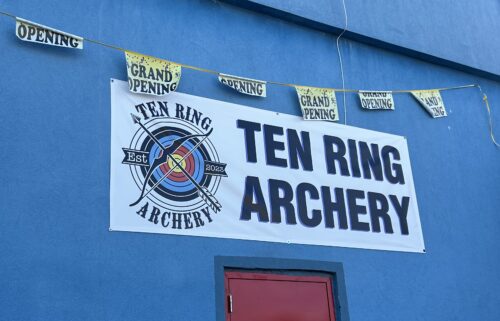 OPENING
GRAND
OPENING
OPENING
GRAND
OPENING
GRAND
OPENING
GRAND
OPENING
TEN RING
Est 2023
ARCHERY
TEN RING
ARCHERY